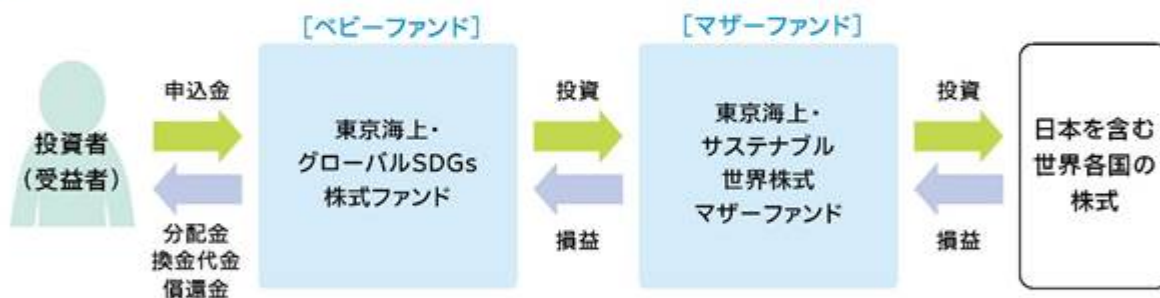 [ベビーファンド]
[マザーファンド]
投資者
(受益者)
申込金
分配金
換金代金
償還金
東京海上・
グローバルSDGs
株式ファンド
投資
損益
東京海上・
サステナブル
世界株式
マザーファンド
投資
損益
日本を含む
世界各国の
株式